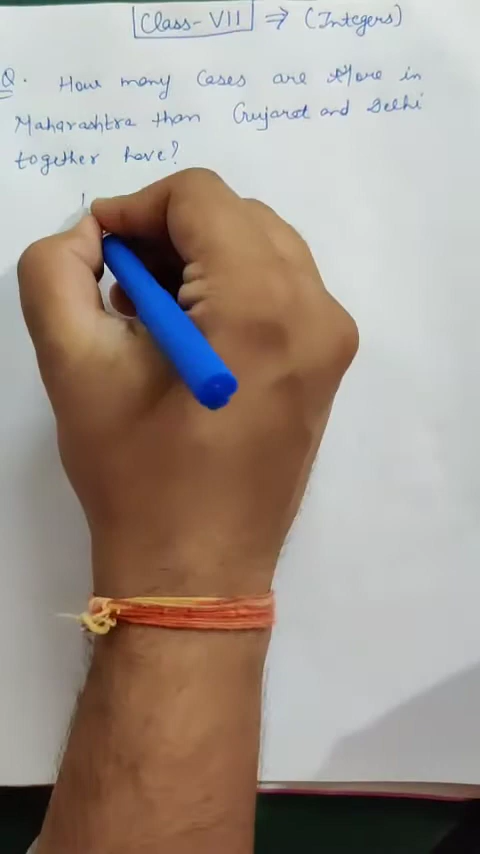 Class-VII ⇒ (Integers)
Q. How many Cases are More in
Maharashtra than Gujarat and Delhi
together have?